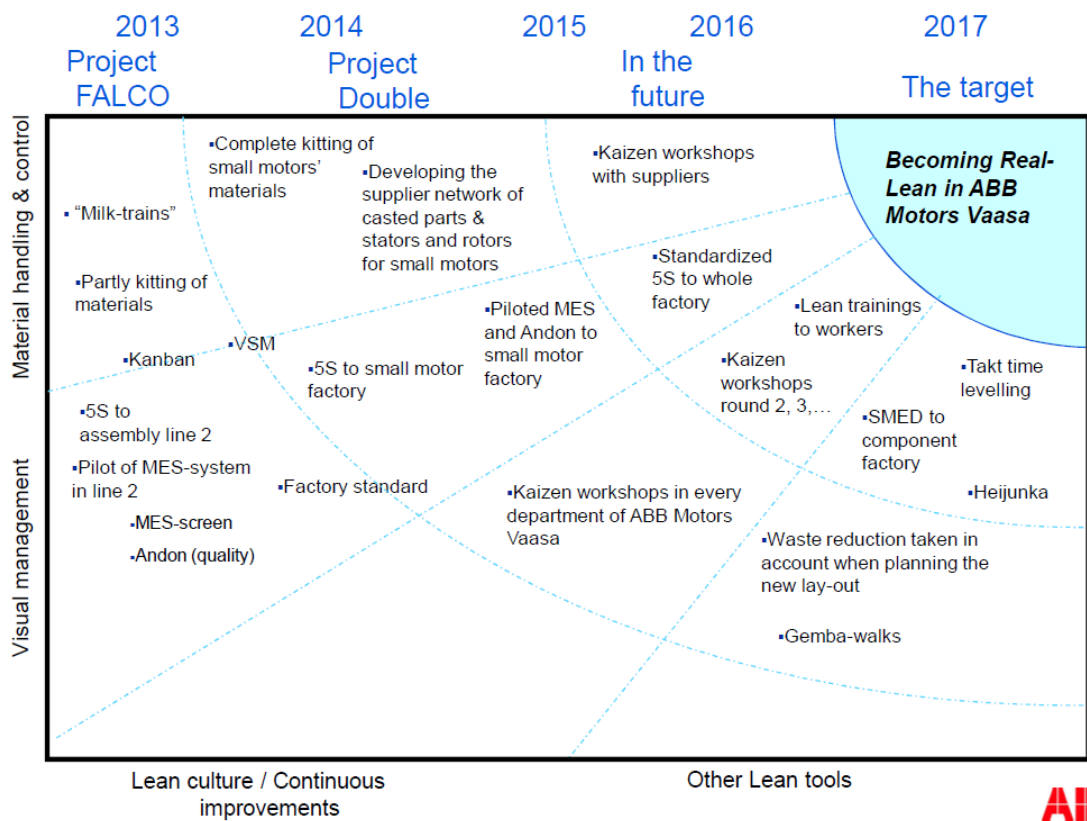 2013
2014
2015
2016
2017
Project
FALCO
Project
Double
In the
future
The target
Material handling & control
Visual management
▪"Milk-trains"
▪Partly kitting of
materials
▪Kanban
▪Complete kitting of
small motors'
materials
▪Developing the
supplier network of
casted parts &
stators and rotors
for small motors
▪Kaizen workshops
with suppliers
Becoming Real-
Lean in ABB
Motors Vaasa
▪VSM
▪5S to small motor
factory
▪Piloted MES
and Andon to
small motor
factory
▪Standardized
5S to whole
factory
▪Lean trainings
to workers
▪Kaizen
workshops
round 2, 3,…
▪Takt time
levelling
▪SMED to
component
factory
▪Heijunka
▪5S to
assembly line 2
▪Pilot of MES-system
in line 2
▪MES-screen
▪Andon (quality)
▪Factory standard
▪Kaizen workshops in every
department of ABB Motors
Vaasa
▪Waste reduction taken in
account when planning the
new lay-out
▪Gemba-walks
Lean culture / Continuous
improvements
Other Lean tools